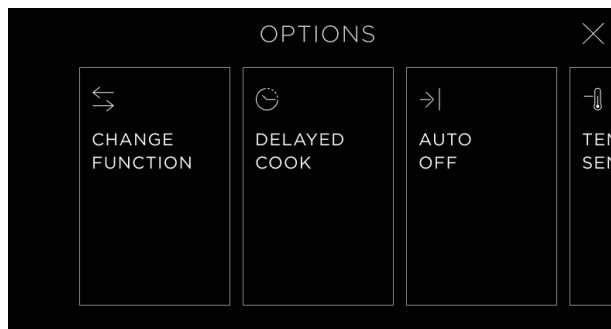 OPTIONS
CHANGE
FUNCTION
DELAYED
COOK
AUTO
OFF